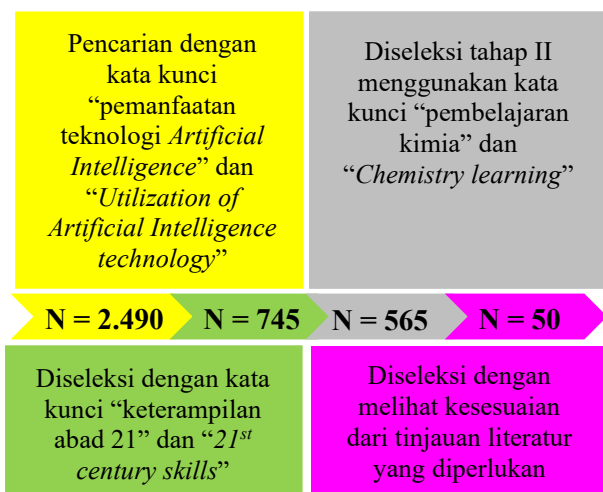 Pencarian dengan
kata kunci
“pemanfaatan
teknologi Artificial
Intelligence” dan
“Utilization of
Artificial Intelligence
technology”
Diseleksi tahap II
menggunakan kata
kunci “pembelajaran
kimia” dan
“Chemistry learning”
N = 2.490 N = 745 N = 565 N = 50
Diseleksi dengan kata
kunci “keterampilan
abad 21” dan “21st
century skills”
Diseleksi dengan
melihat kesesuaian
dari tinjauan literatur
yang diperlukan